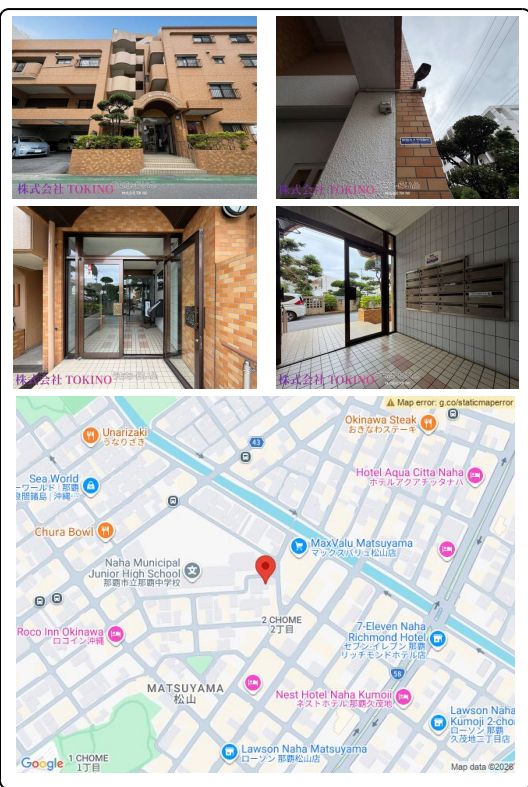 株式会社 TOKINO
株式会社 TOKINO
株式会社 TOKINO
株式会社 TOKINO
Map error: g.co/staticmaperror
Okinawa Steak
おきなわステーキ
Unarizaki
うなりざき
43
Hotel Aqua Citta Naha
ホテルアクアチッタナハ
Sea World
ーワールド | 那覇
Chura Bowl
MaxValu Matsuyama
マックスバリュ松山店
Naha Municipal
Junior High School
那覇市立那覇中学校
2 CHOME
2丁目
7-Eleven Naha
Richmond Hotel
セブン-イレブン 那覇
リッチモンドホテル店
Roco Inn Okinawa
ロコイン沖縄
58
MATSUYAMA
松山
Nest Hotel Naha Kumoji
ネストホテル那覇久茂地
Lawson Naha
Kumoji 2-cho
ローソン 那覇
久茂地二丁目店
Lawson Naha Matsuyama
ローソン 那覇松山店
1 CHOME
1丁目
Google
Map data ©2026